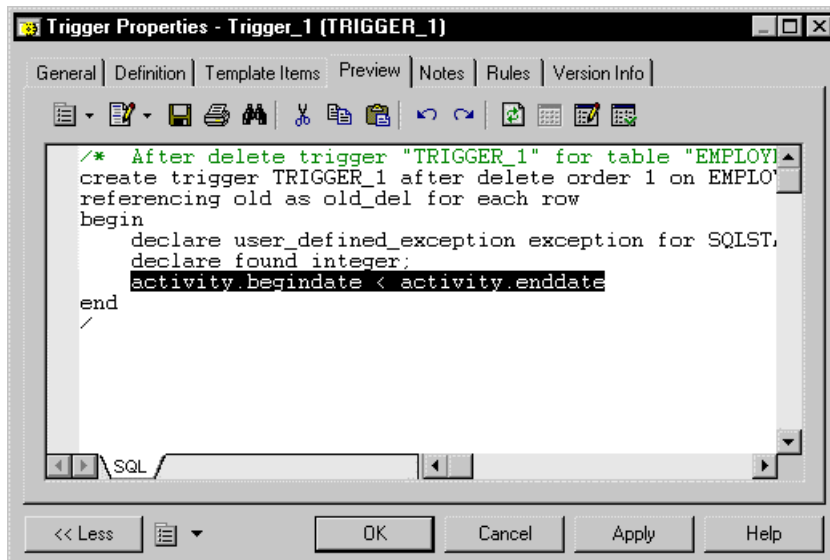 Trigger Properties - Trigger_1 (TRIGGER_1)
General Definition Template Items Preview Notes Rules Version Info
/* After delete trigger "TRIGGER_1" for table "EMPLOY
create trigger TRIGGER_1 after delete order 1 on EMPLO
referencing old as old_del for each row
begin
declare user_defined_exception exception for SQLST
declare found integer;
activity.begindate < activity.enddate
end
/
SQL
<< Less OK Cancel Apply Help